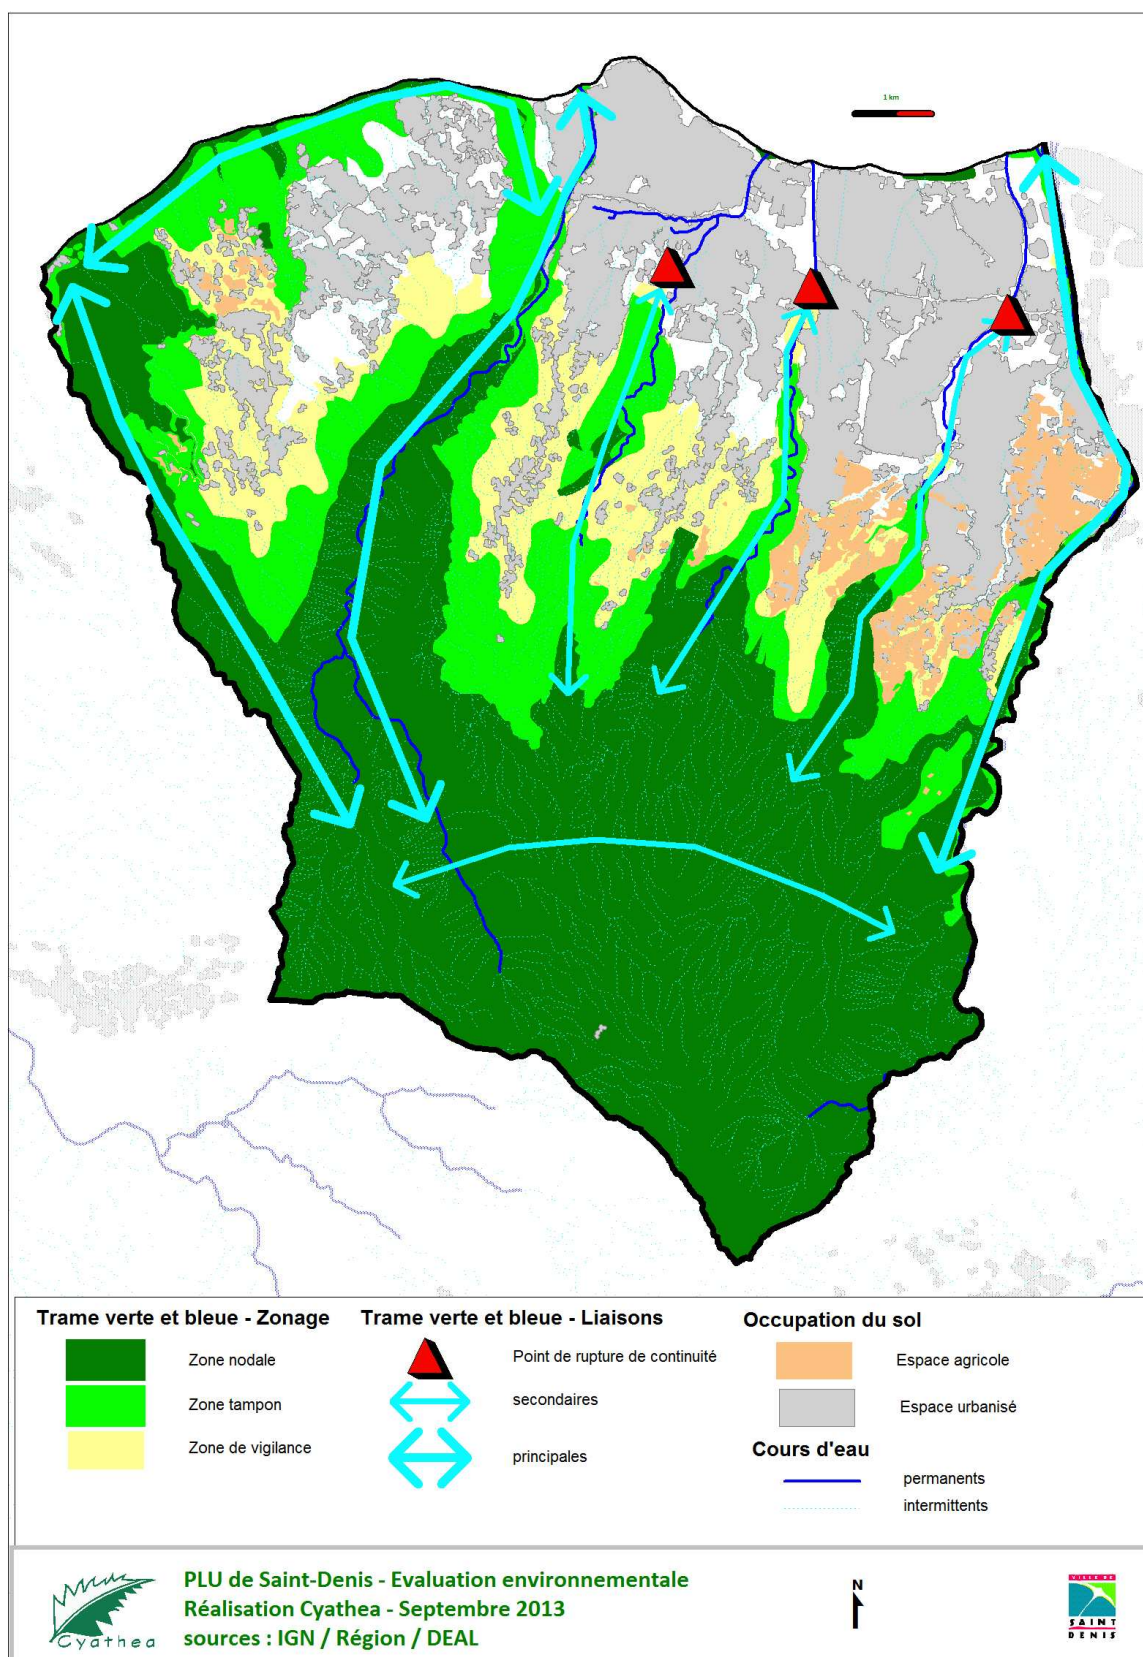 1 km
Trame verte et bleue - Zonage
Zone nodale
Zone tampon
Zone de vigilance
Trame verte et bleue - Liaisons
Point de rupture de continuité
secondaires
principales
Occupation du sol
Espace agricole
Espace urbanisé
Cours d'eau
permanents
intermittents
Cyathea
PLU de Saint-Denis - Evaluation environnementale
Réalisation Cyathea - Septembre 2013
sources : IGN / Région / DEAL
N
VILLE DE
SAINT
DENIS